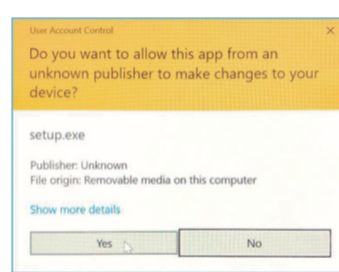 User Account Control
Do you want to allow this app from an
unknown publisher to make changes to your
device?
setup.exe
Publisher: Unknown
File origin: Removable media on this computer
Show more details
Yes
No